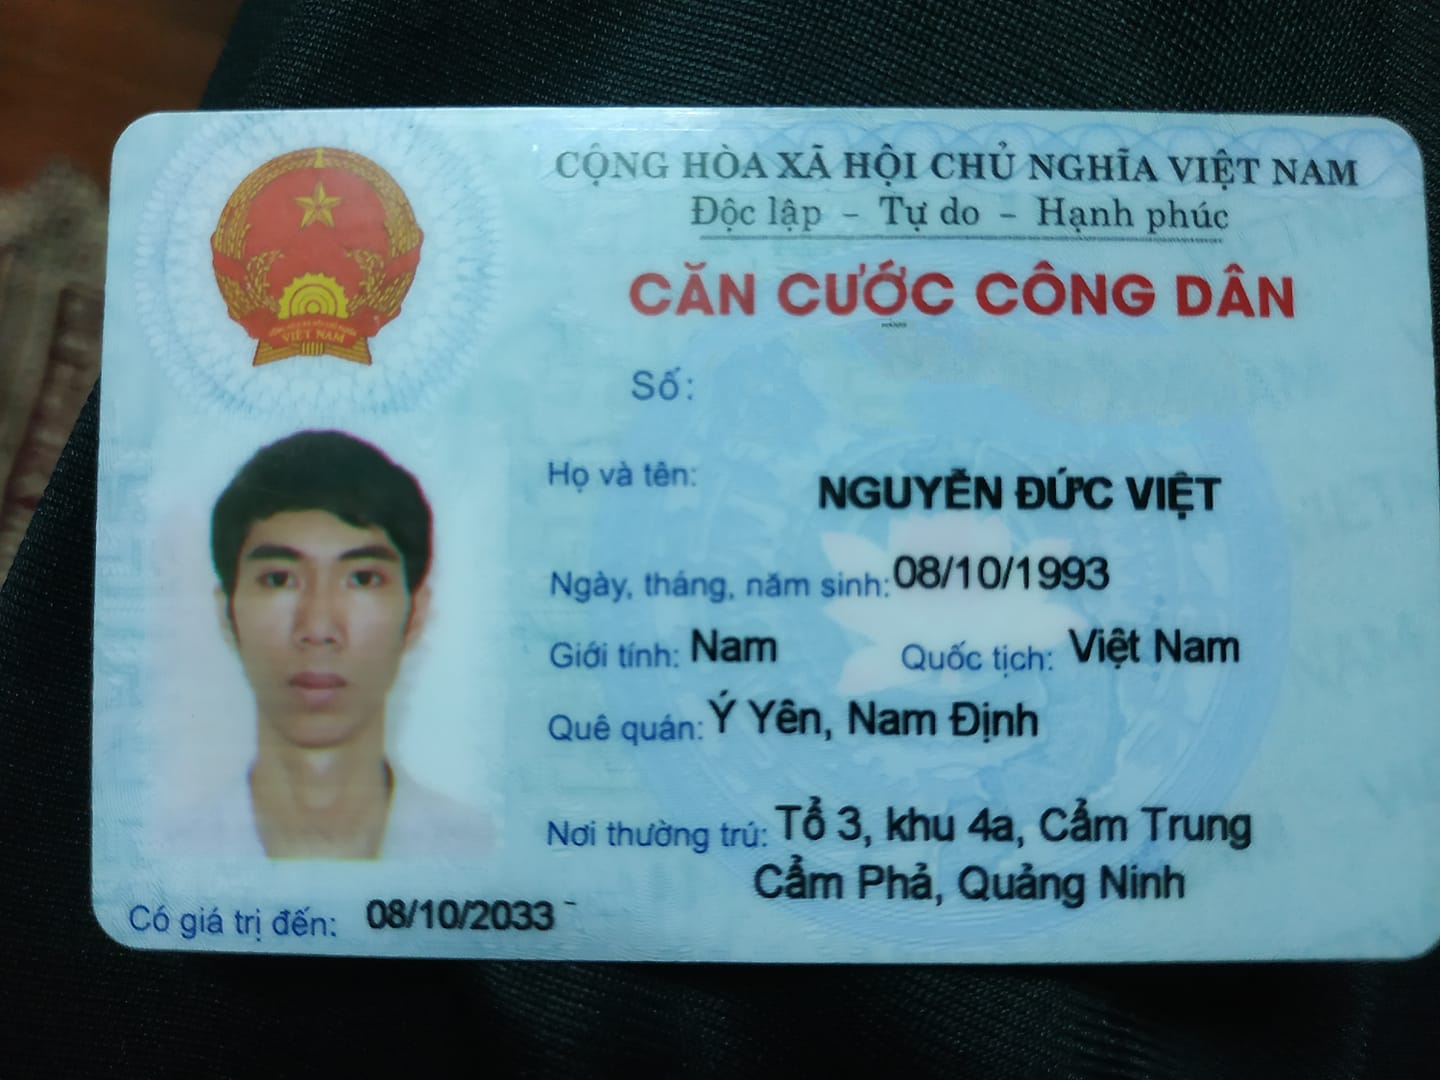 CỘNG HÒA XÃ HỘI CHỦ NGHĨA VIỆT NAM
Độc lập - Tự do - Hạnh phúc
CĂN CƯỚC CÔNG DÂN
VIỆT NAM
Số:
Họ và tên: NGUYỄN ĐỨC VIỆT
Ngày, tháng, năm sinh: 08/10/1993
Giới tính: Nam Quốc tịch: Việt Nam
Quê quán: Ý Yên, Nam Định
Nơi thường trú: Tổ 3, khu 4a, Cẩm Trung
Cẩm Phả, Quảng Ninh
Có giá trị đến: 08/10/2033